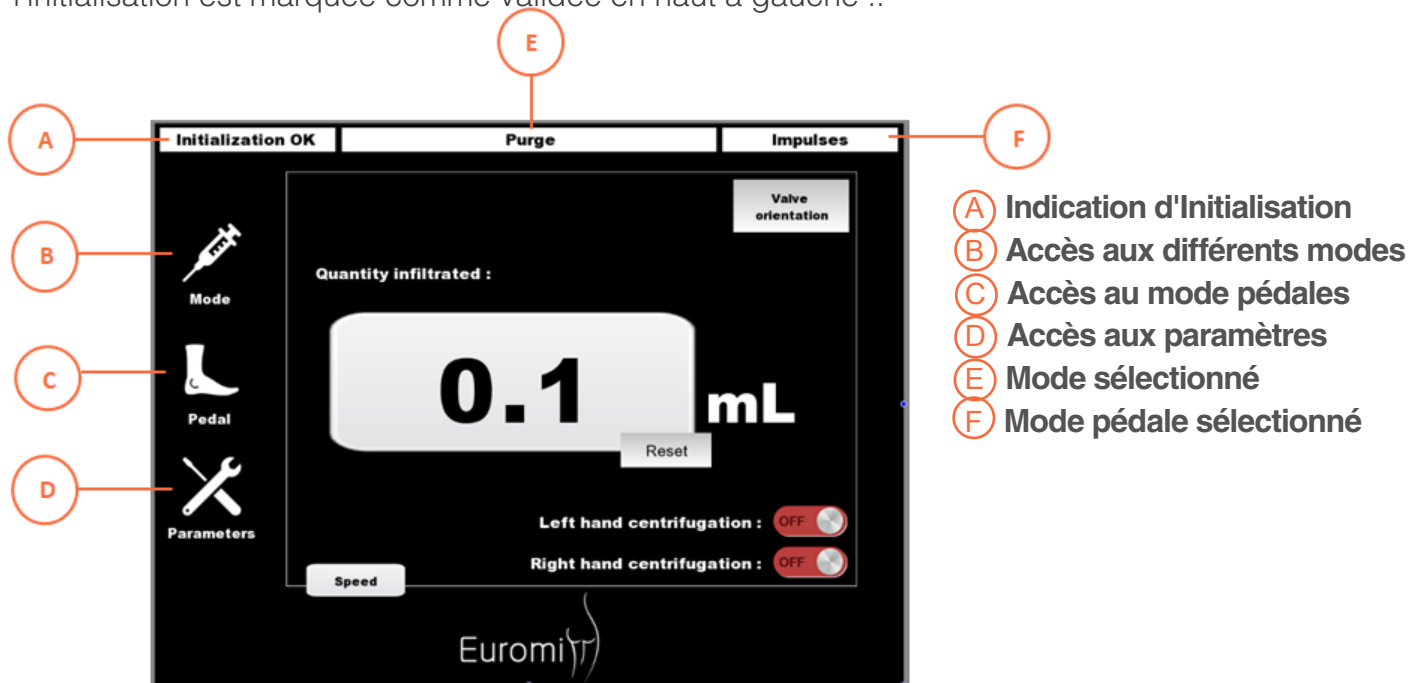 l'initialisation est marquée comme validée en haut à gauche ..
E
A
Initialization OK
Purge
Impulses
F
Valve
orientation
B
Mode
Quantity infiltrated :
C
Pedal
0.1
mL
Reset
D
Parameters
Left hand centrifugation :
OFF
Right hand centrifugation :
OFF
Speed
Euromi
A Indication d'Initialisation
B Accès aux différents modes
C Accès au mode pédales
D Accès aux paramètres
E Mode sélectionné
F Mode pédale sélectionné